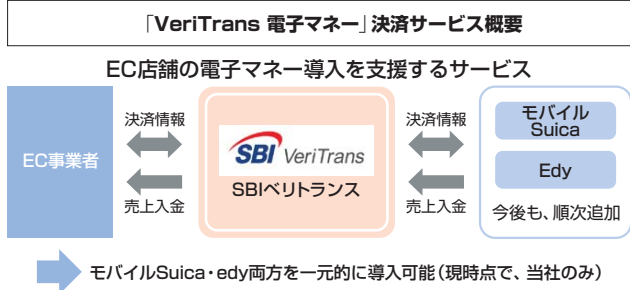 「VeriTrans 電子マネー」決済サービス概要
EC店舗の電子マネー導入を支援するサービス
EC事業者
決済情報
売上入金
SBI VeriTrans
SBIベリトランス
決済情報
売上入金
モバイル
Suica
Edy
今後も、順次追加
モバイルSuica・edy両方を一元的に導入可能（現時点で、当社のみ）